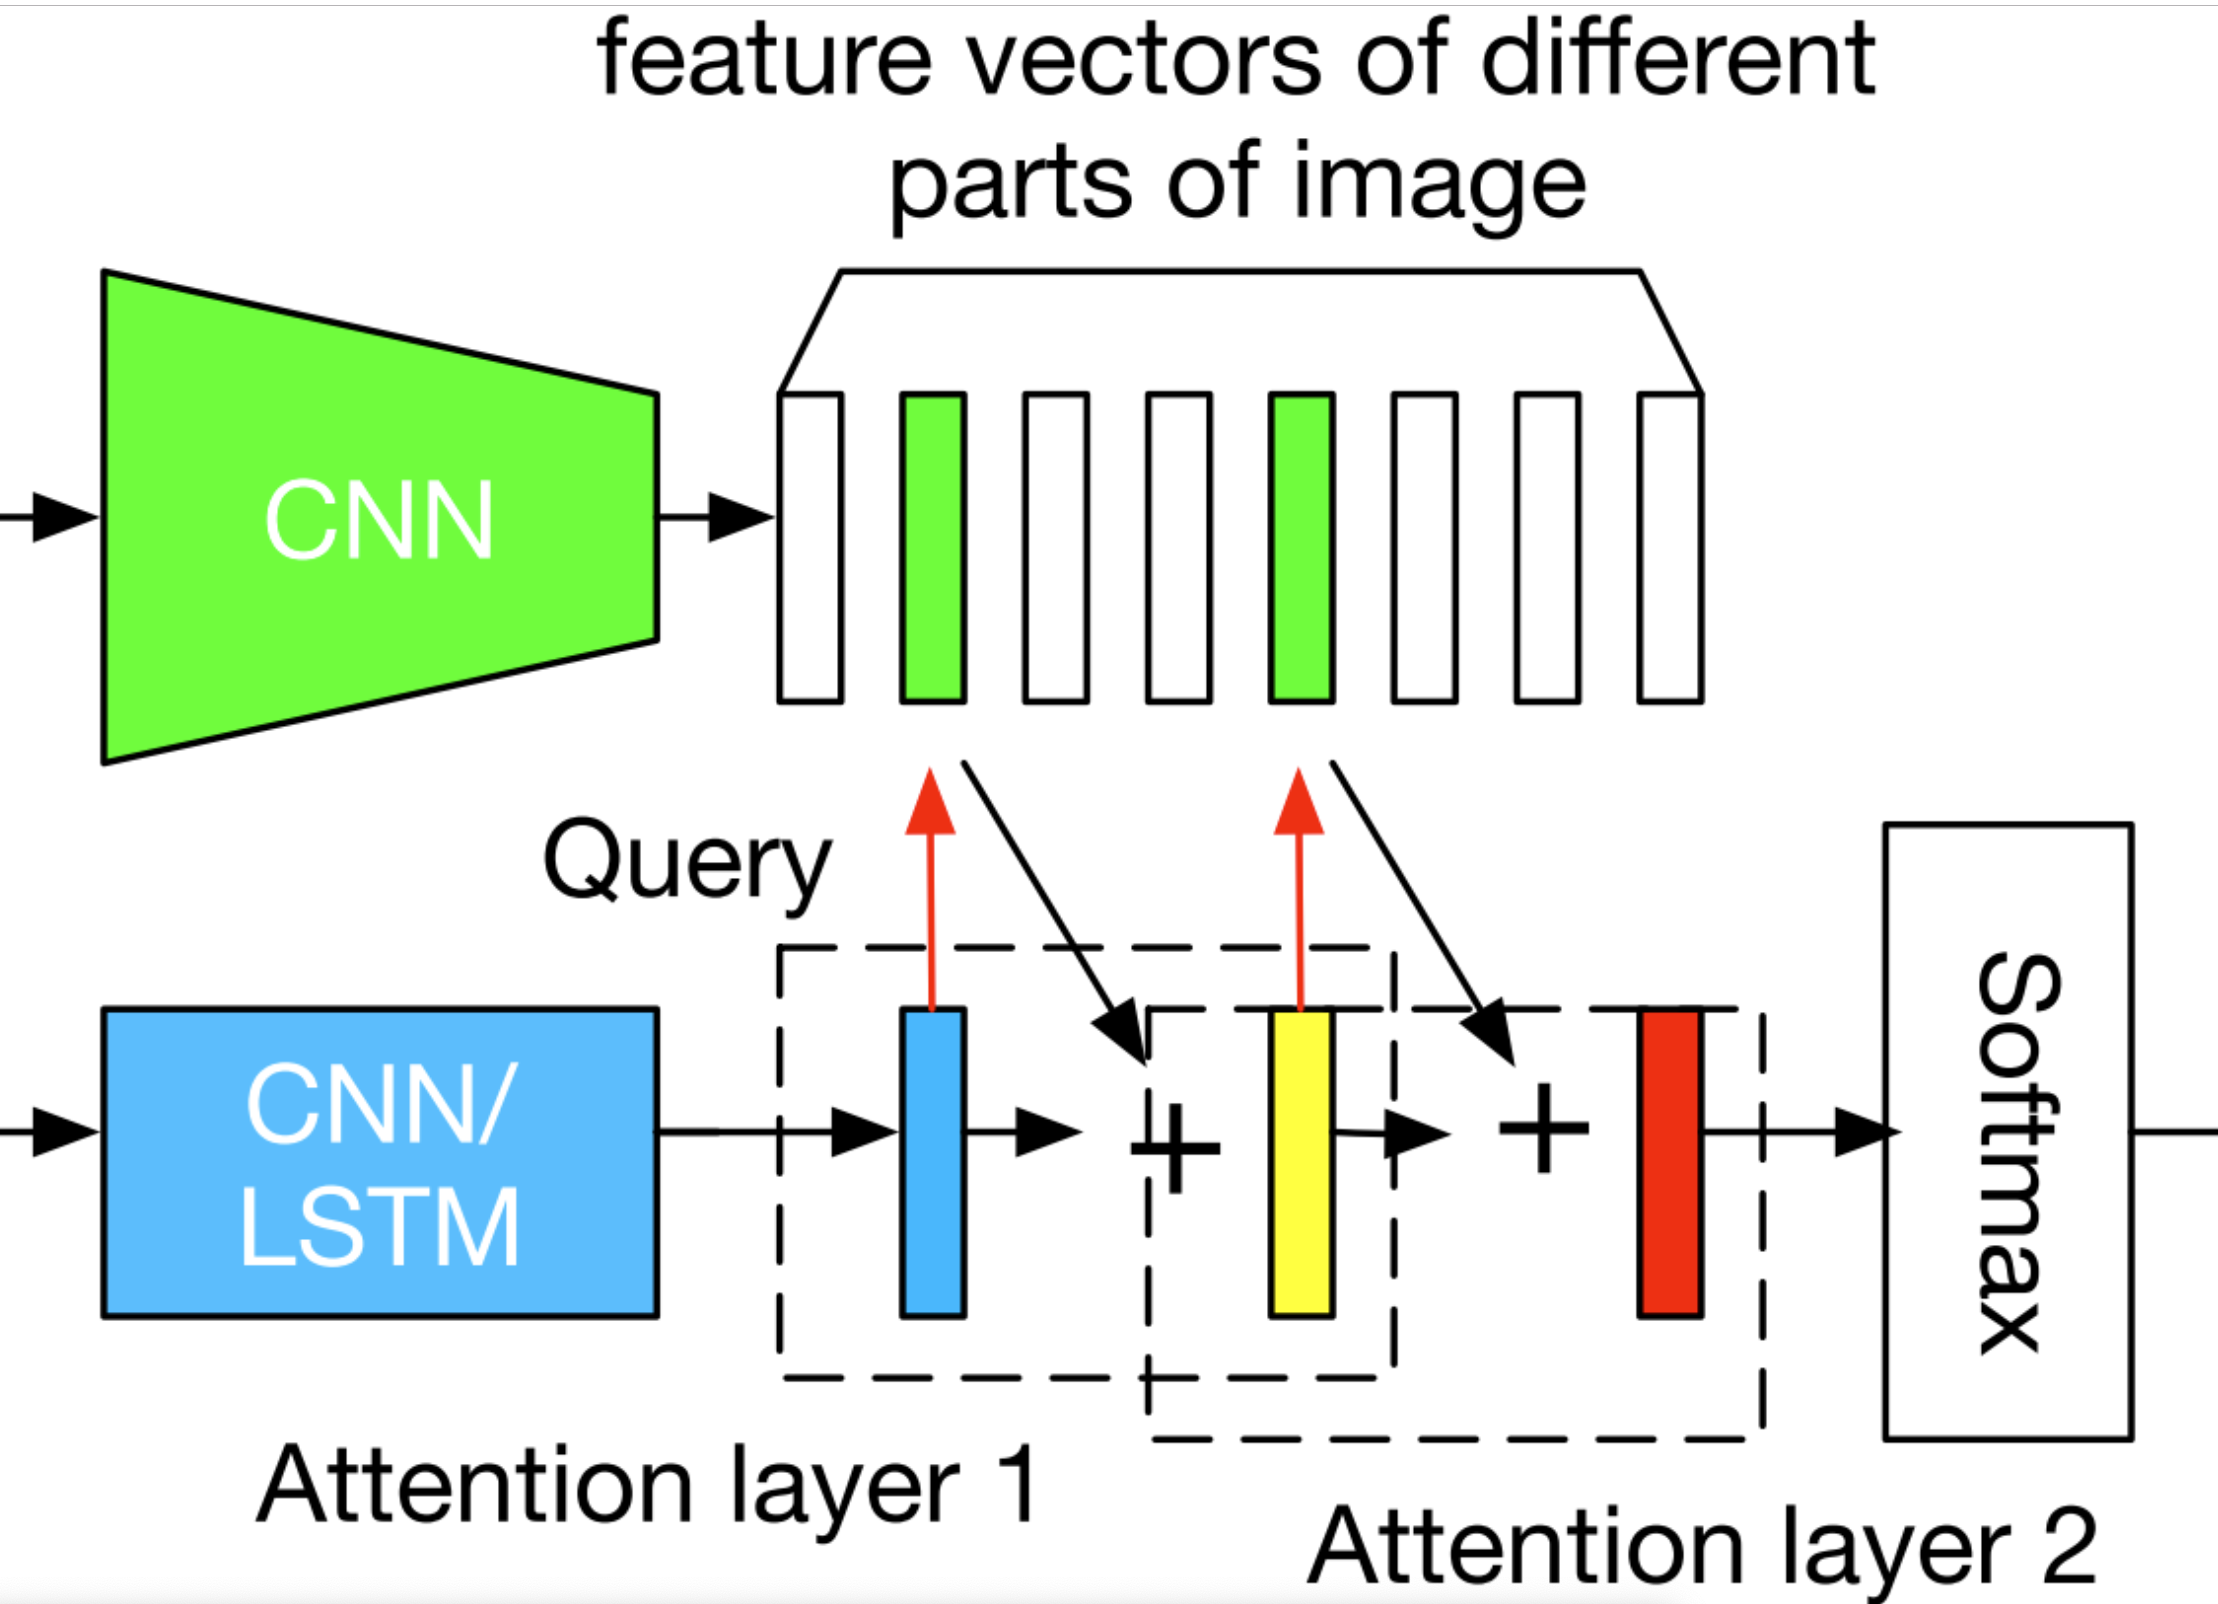 feature vectors of different
parts of image
CNN
Query
CNN/
LSTM
+
+
Softmax
Attention layer 1
Attention layer 2